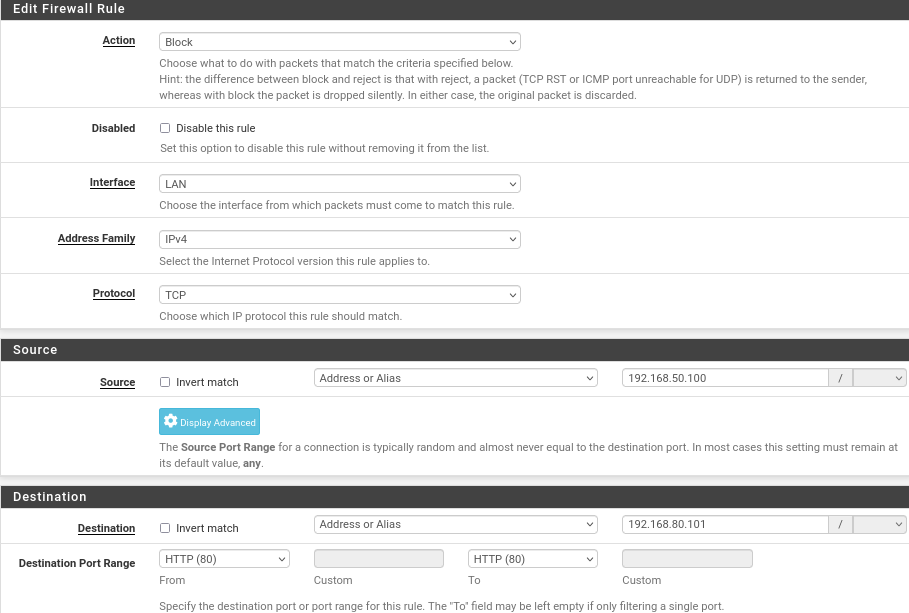 Edit Firewall Rule
Action
Block
Choose what to do with packets that match the criteria specified below.
Hint: the difference between block and reject is that with reject, a packet (TCP RST or ICMP port unreachable for UDP) is returned to the sender,
whereas with block the packet is dropped silently. In either case, the original packet is discarded.
Disabled
Disable this rule
Set this option to disable this rule without removing it from the list.
Interface
LAN
Choose the interface from which packets must come to match this rule.
Address Family
IPv4
Select the Internet Protocol version this rule applies to.
Protocol
TCP
Choose which IP protocol this rule should match.
Source
Source
Invert match
Address or Alias
192.168.50.100
/
Display Advanced
The Source Port Range for a connection is typically random and almost never equal to the destination port. In most cases this setting must remain at
its default value, any.
Destination
Destination
Invert match
Address or Alias
192.168.80.101
/
Destination Port Range
HTTP (80)
HTTP (80)
From
Custom
To
Custom
Specify the destination port or port range for this rule. The "To" field may be left empty if only filtering a single port.